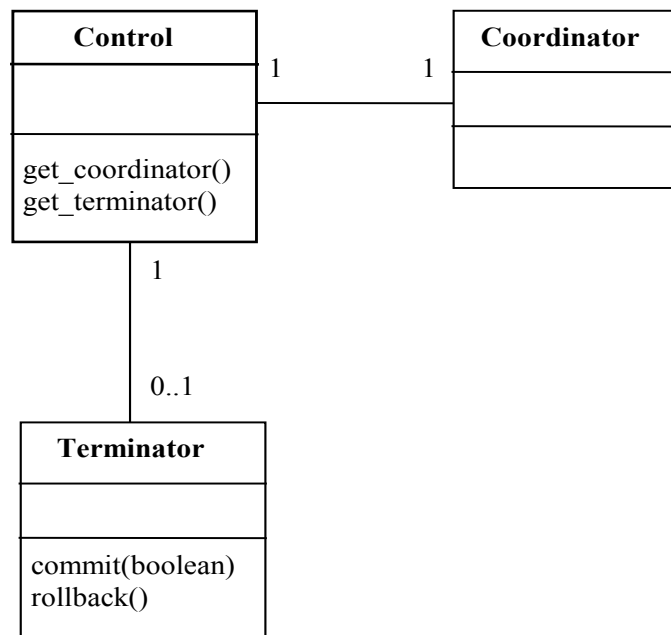 Control
Coordinator
1
1
get_coordinator()
get_terminator()
1
0..1
Terminator
commit(boolean)
rollback()